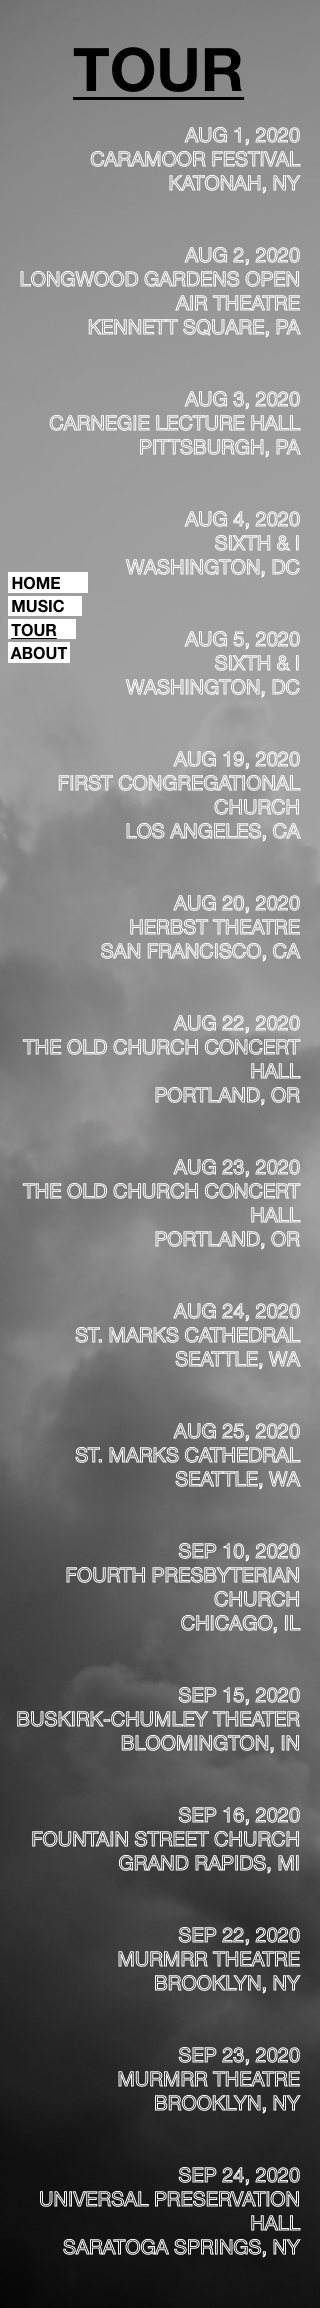 TOUR
AUG 1, 2020
CARAMOOR FESTIVAL
KATONAH, NY
AUG 2, 2020
LONGWOOD GARDENS OPEN
AIR THEATRE
KENNETT SQUARE, PA
AUG 3, 2020
CARNEGIE LECTURE HALL
PITTSBURGH, PA
AUG 4, 2020
SIXTH & I
WASHINGTON, DC
HOME
MUSIC
TOUR
ABOUT
AUG 5, 2020
SIXTH & I
WASHINGTON, DC
AUG 19, 2020
FIRST CONGREGATIONAL
CHURCH
LOS ANGELES, CA
AUG 20, 2020
HERBST THEATRE
SAN FRANCISCO, CA
AUG 22, 2020
THE OLD CHURCH CONCERT
HALL
PORTLAND, OR
AUG 23, 2020
THE OLD CHURCH CONCERT
HALL
PORTLAND, OR
AUG 24, 2020
ST. MARKS CATHEDRAL
SEATTLE, WA
AUG 25, 2020
ST. MARKS CATHEDRAL
SEATTLE, WA
SEP 10, 2020
FOURTH PRESBYTERIAN
CHURCH
CHICAGO, IL
SEP 15, 2020
BUSKIRK-CHUMLEY THEATER
BLOOMINGTON, IN
SEP 16, 2020
FOUNTAIN STREET CHURCH
GRAND RAPIDS, MI
SEP 22, 2020
MURMRR THEATRE
BROOKLYN, NY
SEP 23, 2020
MURMRR THEATRE
BROOKLYN, NY
SEP 24, 2020
UNIVERSAL PRESERVATION
HALL
SARATOGA SPRINGS, NY